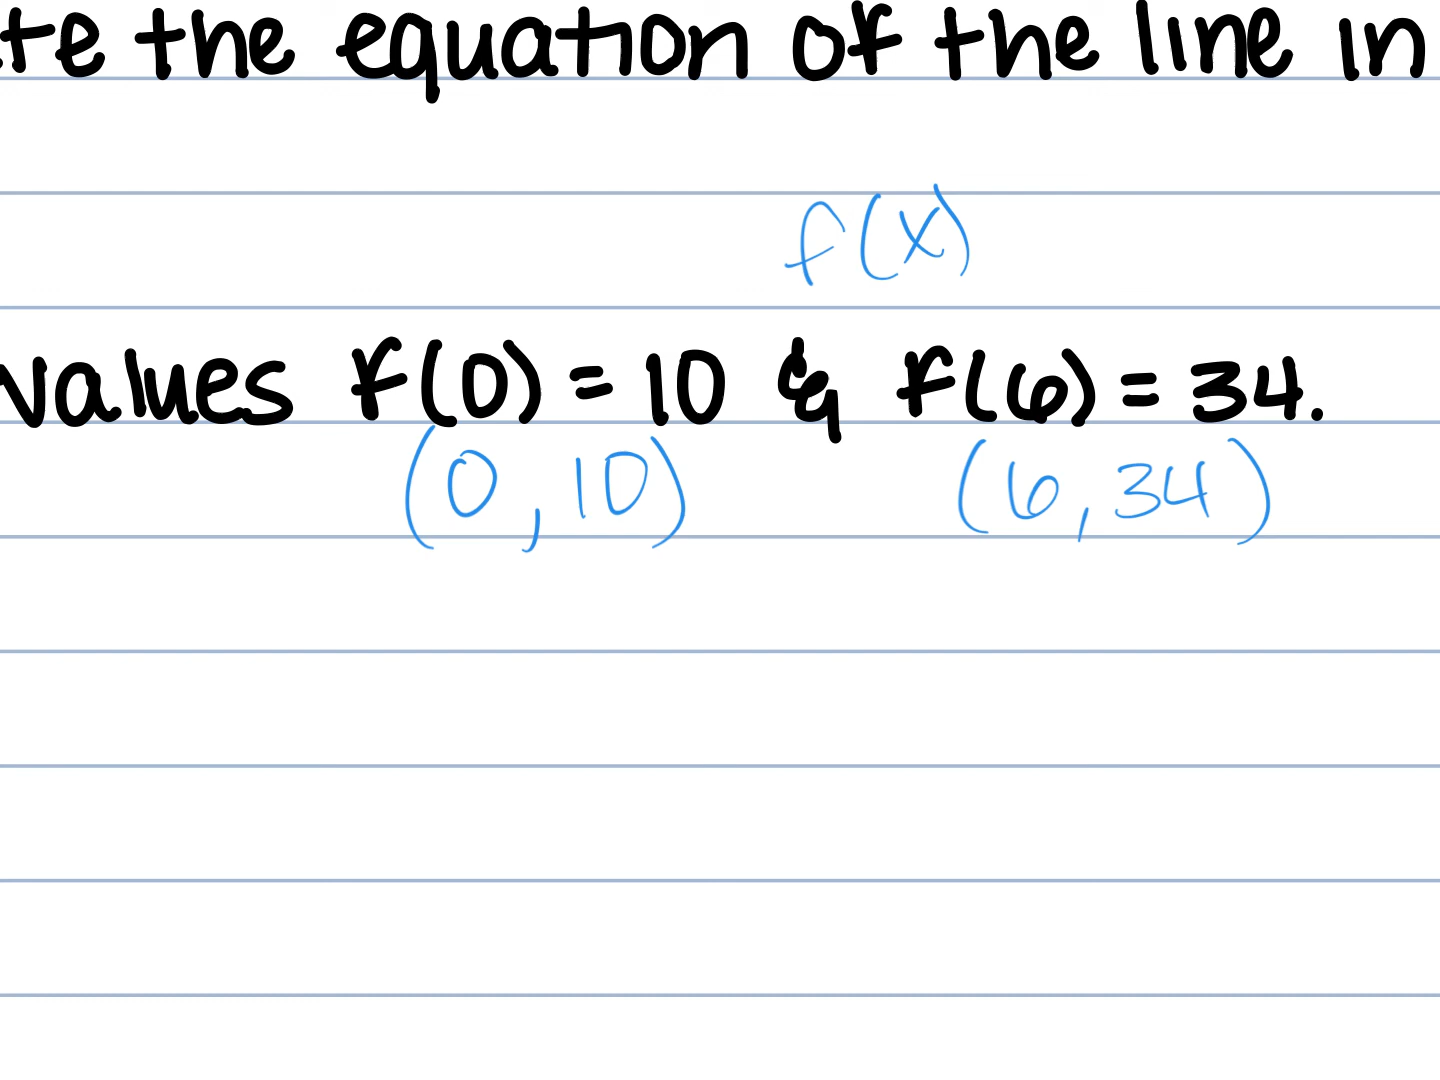 te the equation of the line in
f(x)
values f(0) = 10 & f(6) = 34.
(0, 10) (6, 34)